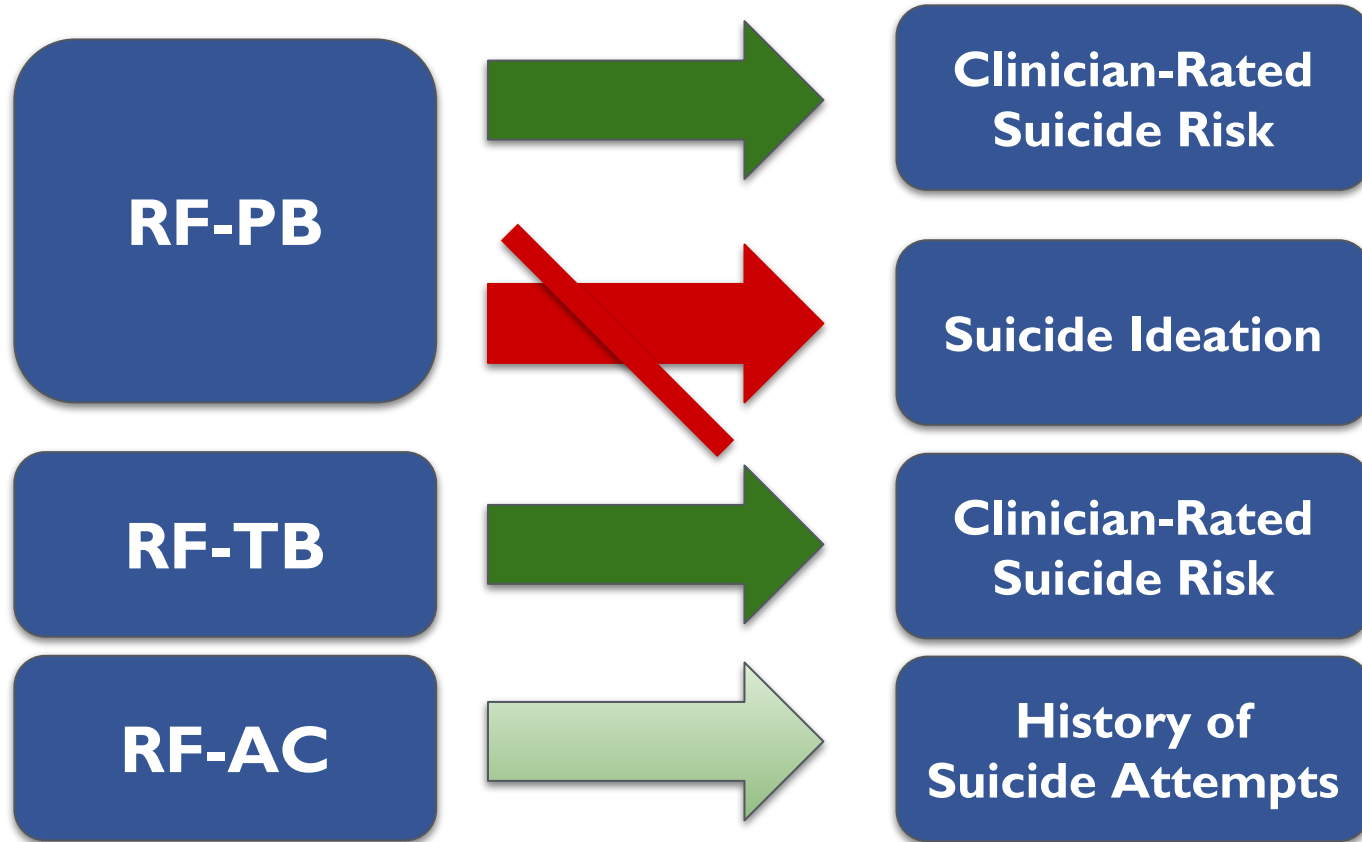 RF-PB
Clinician-Rated
Suicide Risk
Suicide Ideation
RF-TB
Clinician-Rated
Suicide Risk
RF-AC
History of
Suicide Attempts